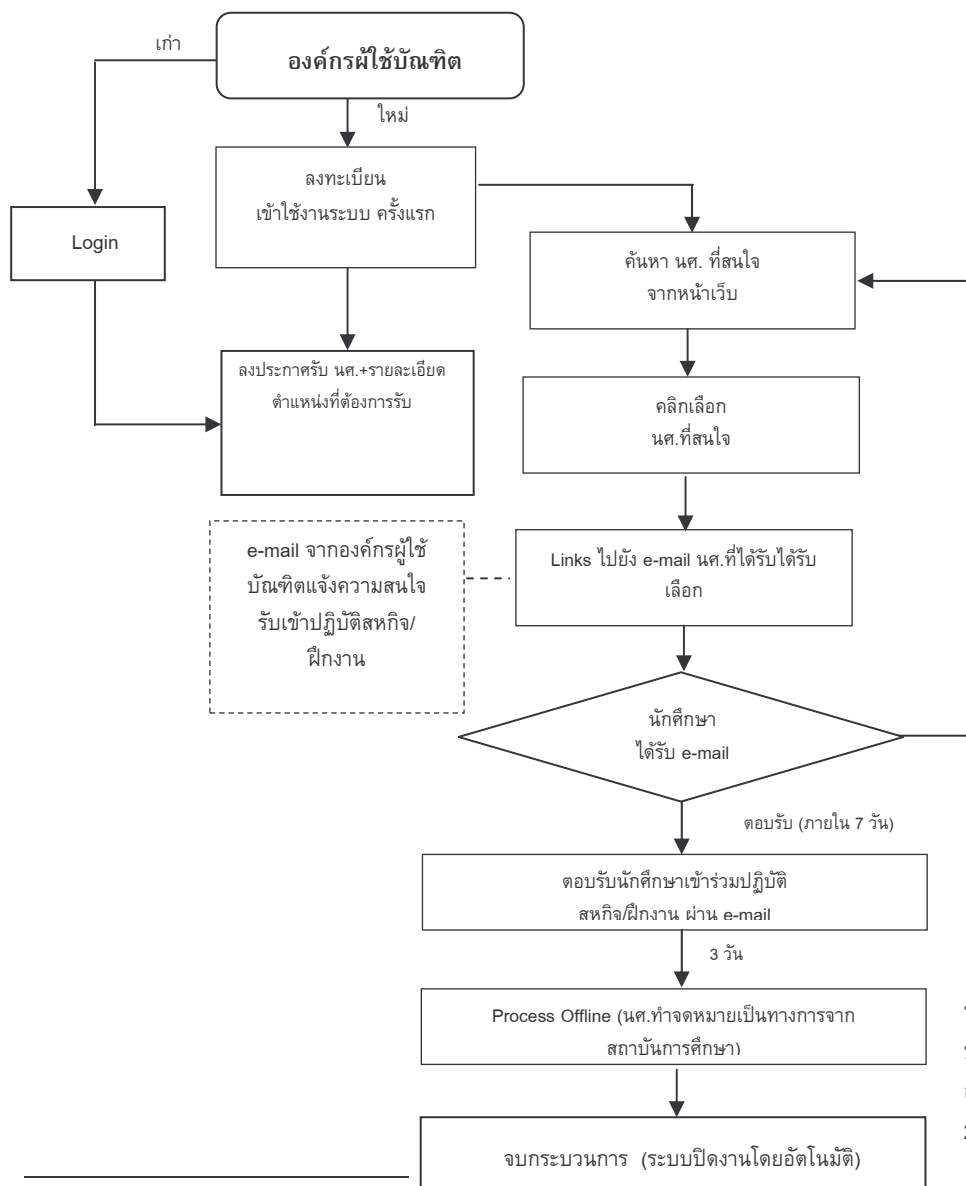 เก่า
องค์กรผู้ใช้บัณฑิต
ใหม่
ลงทะเบียน
เข้าใช้งานระบบ ครั้งแรก
Login
ค้นหา นศ. ที่สนใจ
จากหน้าเว็บ
ลงประกาศรับ นศ.+รายละเอียด
ตำแหน่งที่ต้องการรับ
คลิกเลือก
นศ.ที่สนใจ
e-mail จากองค์กรผู้ใช้
บัณฑิตแจ้งความสนใจ
รับเข้าปฏิบัติสหกิจ/
ฝึกงาน
Links ไปยัง e-mail นศ.ที่ได้รับได้รับ
เลือก
นักศึกษา
ได้รับ e-mail
ตอบรับ (ภายใน 7 วัน)
ตอบรับนักศึกษาเข้าร่วมปฏิบัติ
สหกิจ/ฝึกงาน ผ่าน e-mail
3 วัน
Process Offline (นศ.ทำจดหมายเป็นทางการจาก
สถาบันการศึกษา)
จบกระบวนการ (ระบบปิดงานโดยอัตโนมัติ)